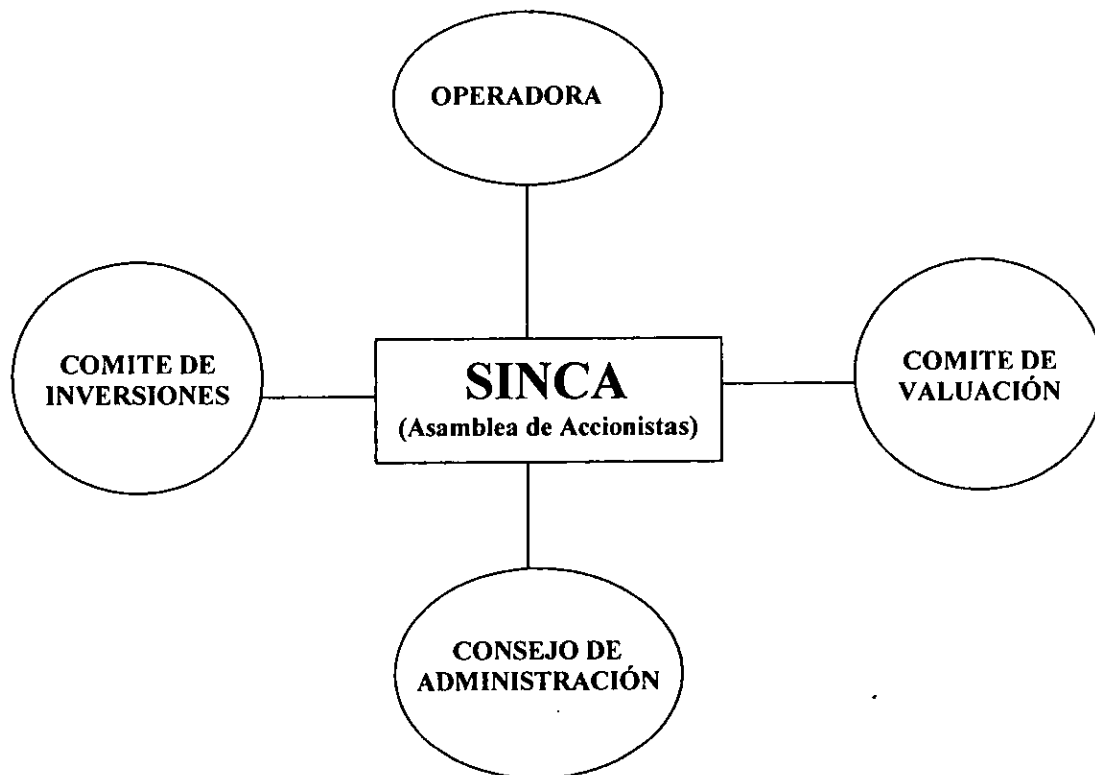 OPERADORA
COMITE DE
INVERSIONES
SINCA
(Asamblea de Accionistas)
COMITE DE
VALUACIÓN
CONSEJO DE
ADMINISTRACIÓN